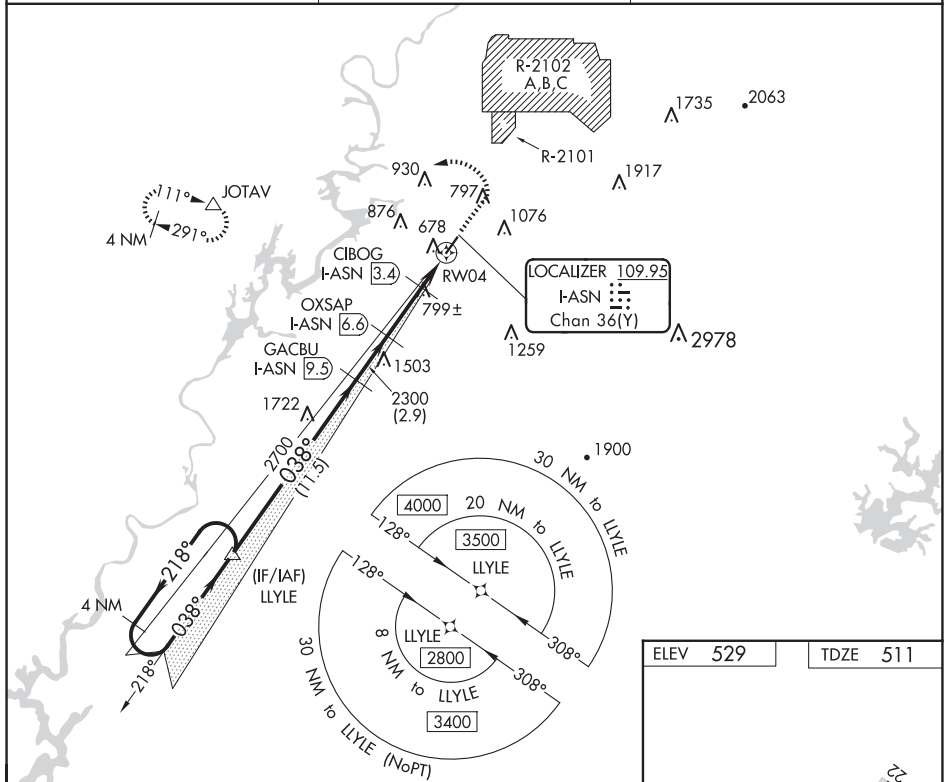 R-2102
A,B,C
R-2101
1735
2063
1917
930
797
876
678
1076
JOTAV
111°
291°
4 NM
CIBOG
I-ASN 3.4
RW04
LOCALIZER 109.95
I-ASN
Chan 36(Y)
799±
OXSAP
I-ASN 6.6
1259
2978
GACBU
I-ASN 9.5
1503
2300
(2.9)
1722
2700
038°
(11.5)
1900
30 NM to LLYLE
4000
20 NM to LLYLE
128°
3500
LLYLE
308°
218°
038°
4 NM
218°
(IF/IAF)
LLYLE
128°
LLYLE
2800
8 NM to LLYLE
308°
3400
30 NM to LLYLE (NoPT)
ELEV 529
TDZE 511
22